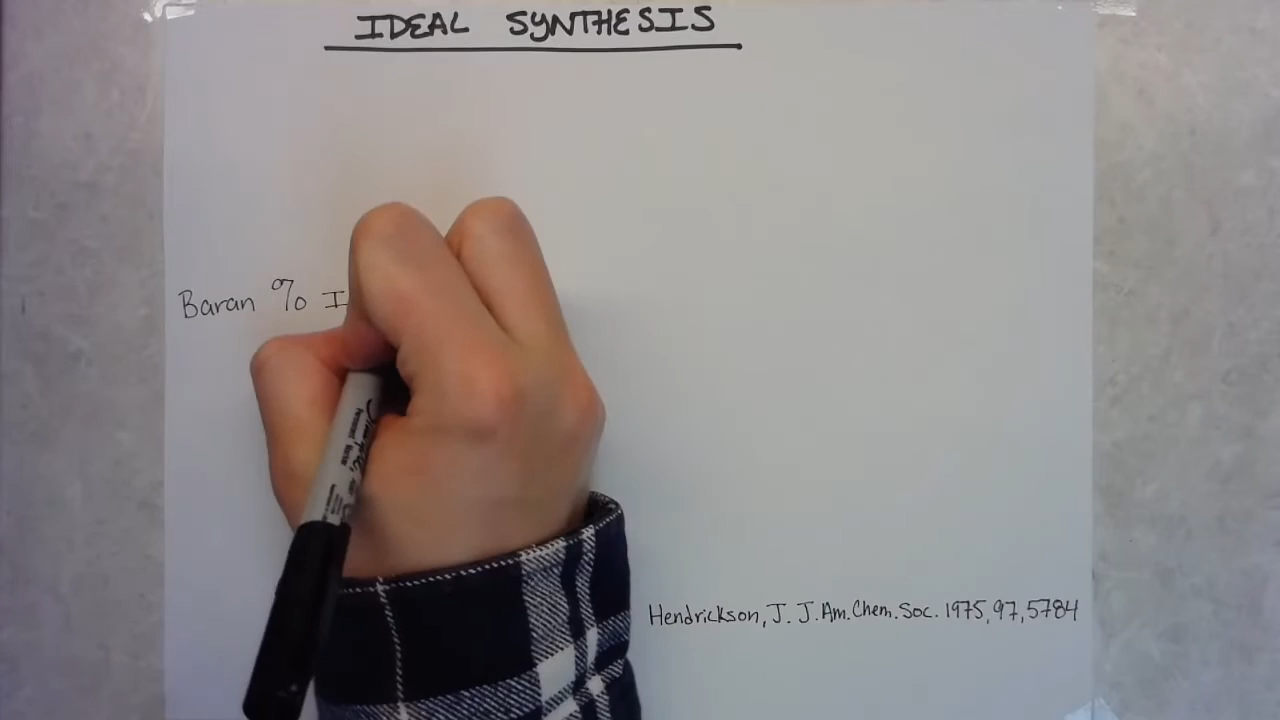 IDEAL SYNTHESIS
Baran % I
Hendrickson, J. J. Am. Chem. Soc. 1975, 97, 5784